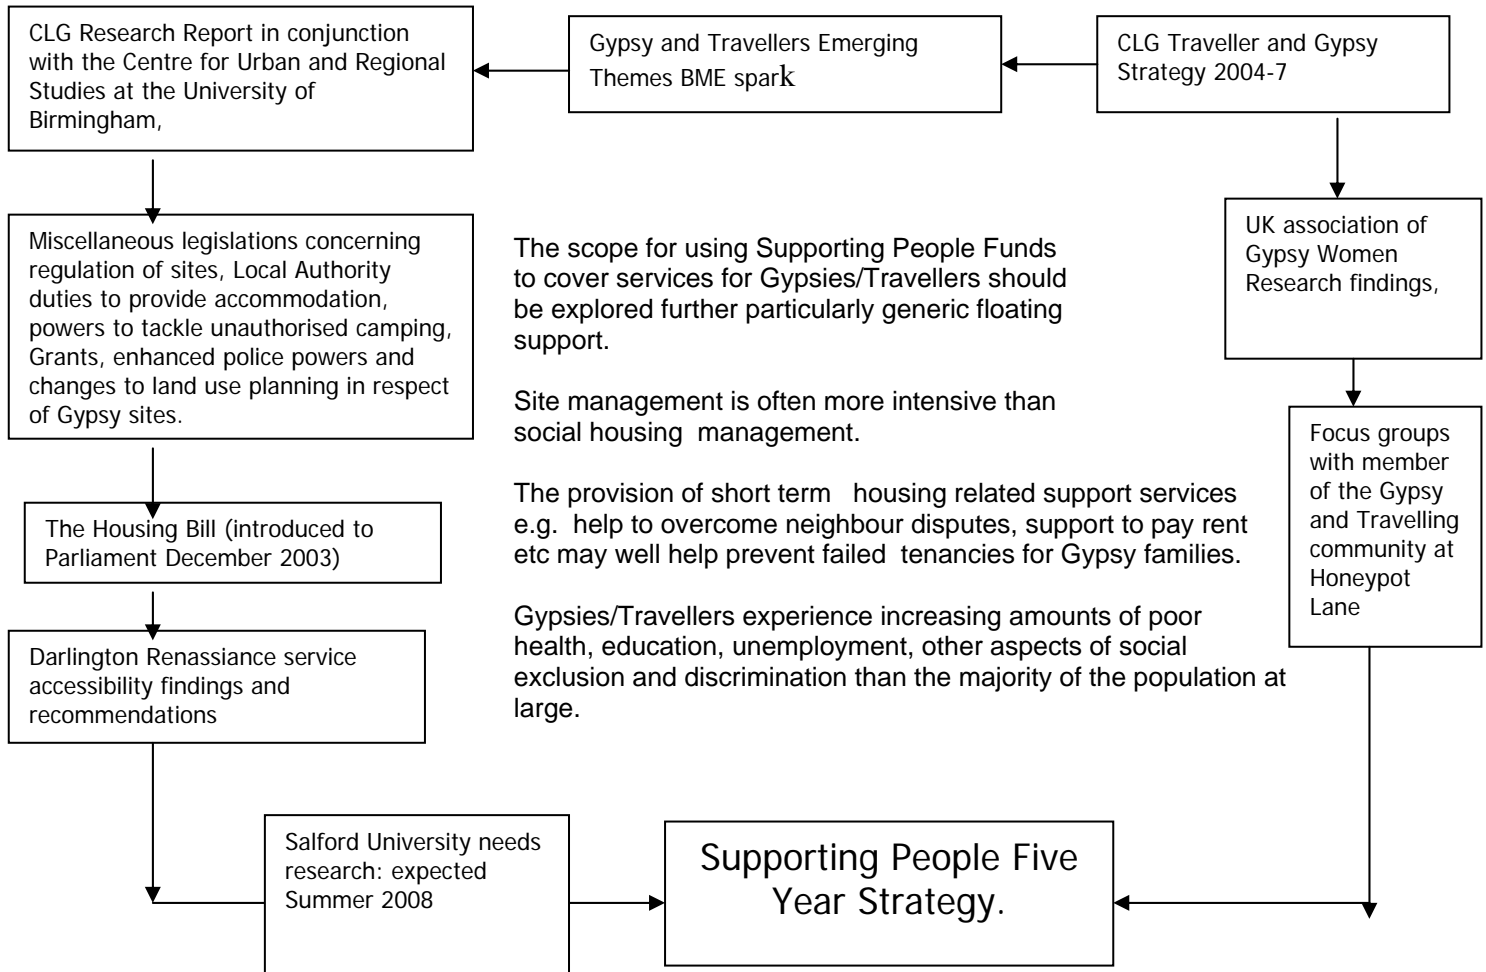 CLG Research Report in conjunction
with the Centre for Urban and Regional
Studies at the University of
Birmingham,
Gypsy and Travellers Emerging
Themes BME spark
CLG Traveller and Gypsy
Strategy 2004-7
Miscellaneous legislations concerning
regulation of sites, Local Authority
duties to provide accommodation,
powers to tackle unauthorised camping,
Grants, enhanced police powers and
changes to land use planning in respect
of Gypsy sites.
The scope for using Supporting People Funds
to cover services for Gypsies/Travellers should
be explored further particularly generic floating
support.
Site management is often more intensive than
social housing management.
The provision of short term housing related support services
e.g. help to overcome neighbour disputes, support to pay rent
etc may well help prevent failed tenancies for Gypsy families.
Gypsies/Travellers experience increasing amounts of poor
health, education, unemployment, other aspects of social
exclusion and discrimination than the majority of the population at
large.
UK association of
Gypsy Women
Research findings,
Focus groups
with member
of the Gypsy
and Travelling
community at
Honeypot
Lane
The Housing Bill (introduced to
Parliament December 2003)
Darlington Renassiance service
accessibility findings and
recommendations
Salford University needs
research: expected
Summer 2008
Supporting People Five
Year Strategy.